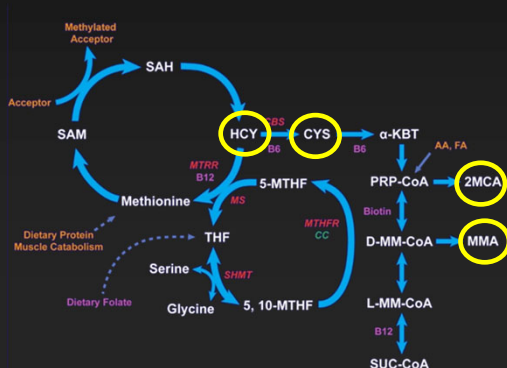 Methylated
Acceptor
SAH
Acceptor
SAM
HCY
CBS
B6
CYS
B6
α-KBT
AA, FA
MTRR
B12
5-MTHF
PRP-CoA
2MCA
Methionine
MS
MTHFR
CC
Biotin
Dietary Protein
Muscle Catabolism
THF
D-MM-CoA
MMA
Serine
SHMT
Dietary Folate
Glycine
5, 10-MTHF
L-MM-CoA
B12
SUC-CoA